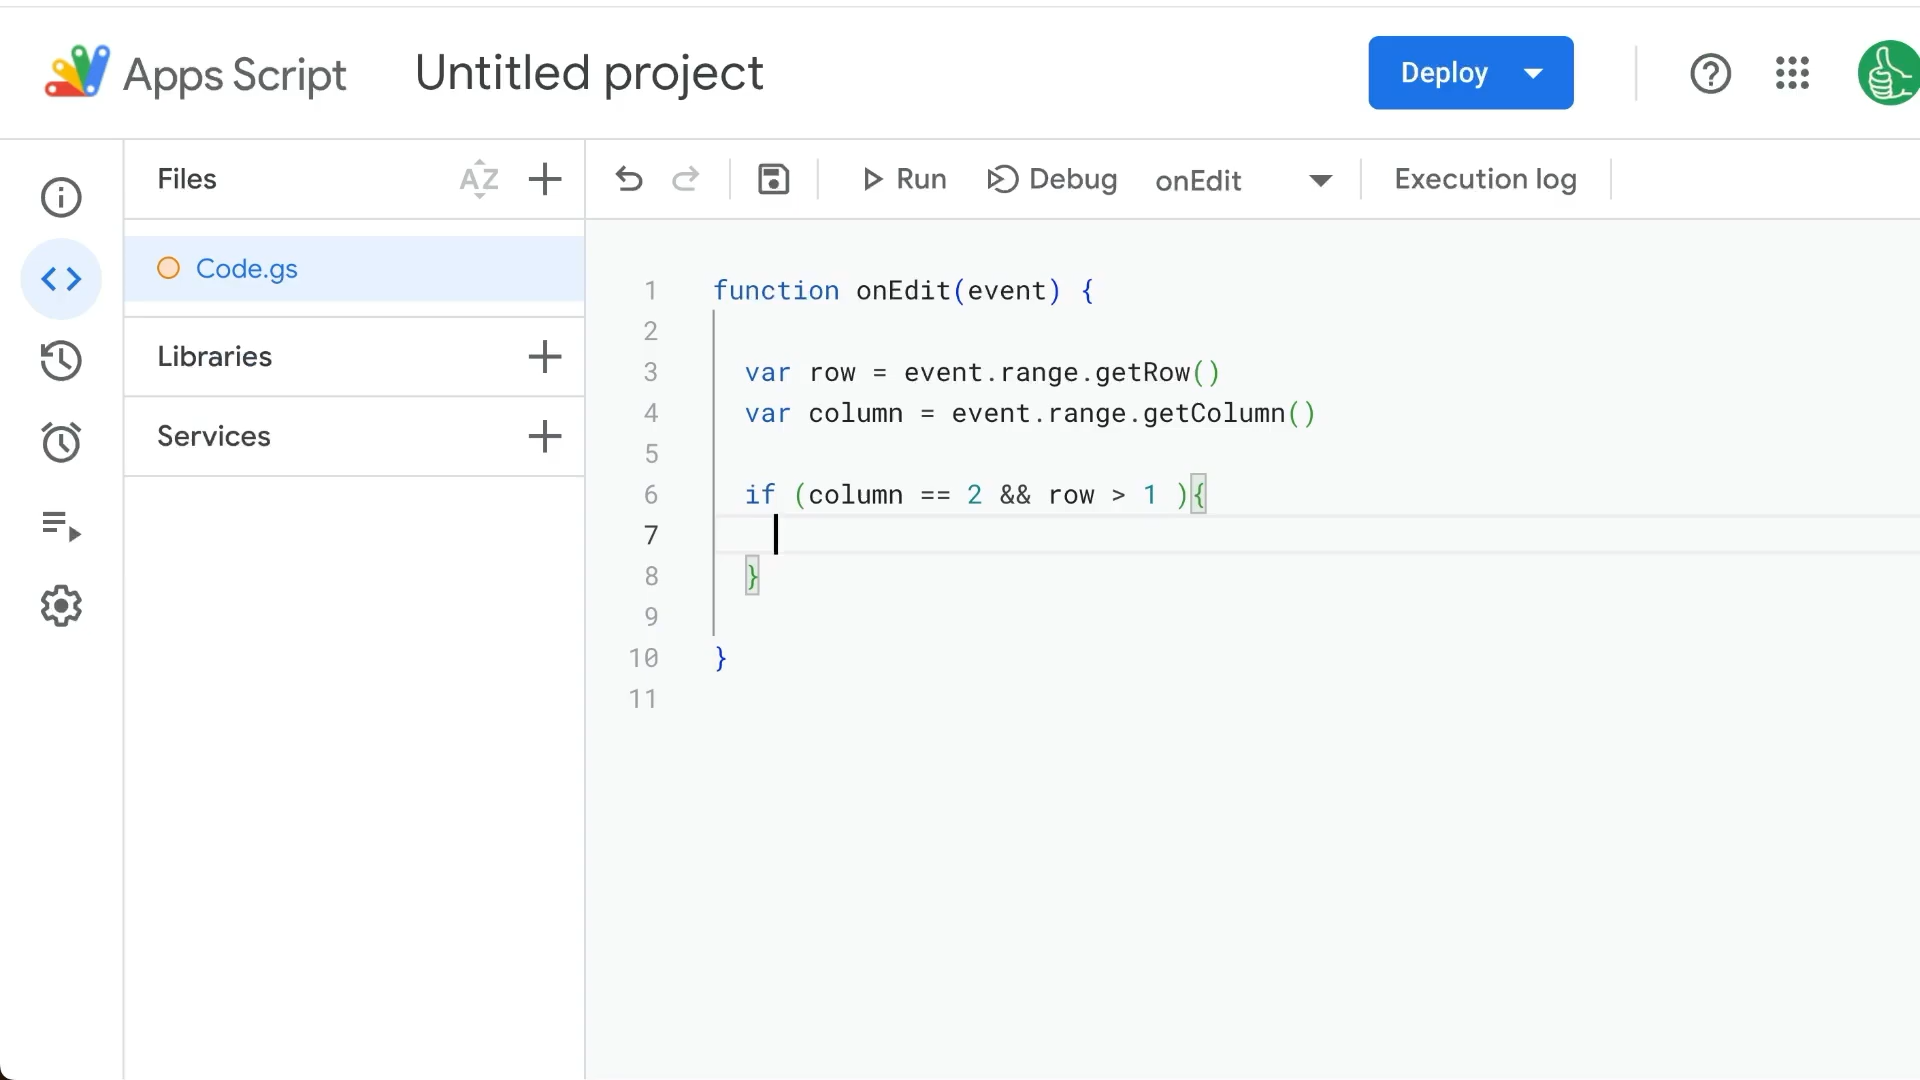 Apps Script Untitled project Deploy
Files AZ Run Debug onEdit Execution log
Code.gs
Libraries
Services
1 function onEdit(event) {
2
3 var row = event.range.getRow()
4 var column = event.range.getColumn()
5
6 if (column == 2 && row > 1 ){
7
8 }
9
10 }
11